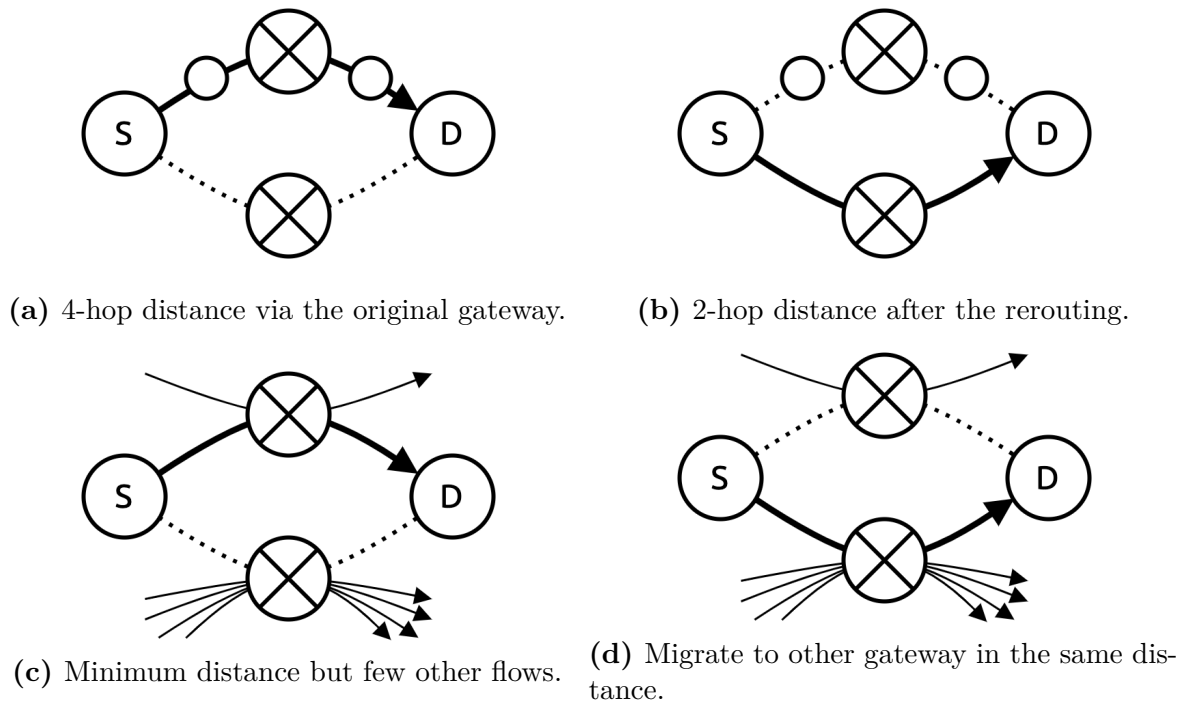 S
D
S
D
(a) 4-hop distance via the original gateway.
(b) 2-hop distance after the rerouting.
S
D
S
D
(c) Minimum distance but few other flows.
(d) Migrate to other gateway in the same dis-
tance.